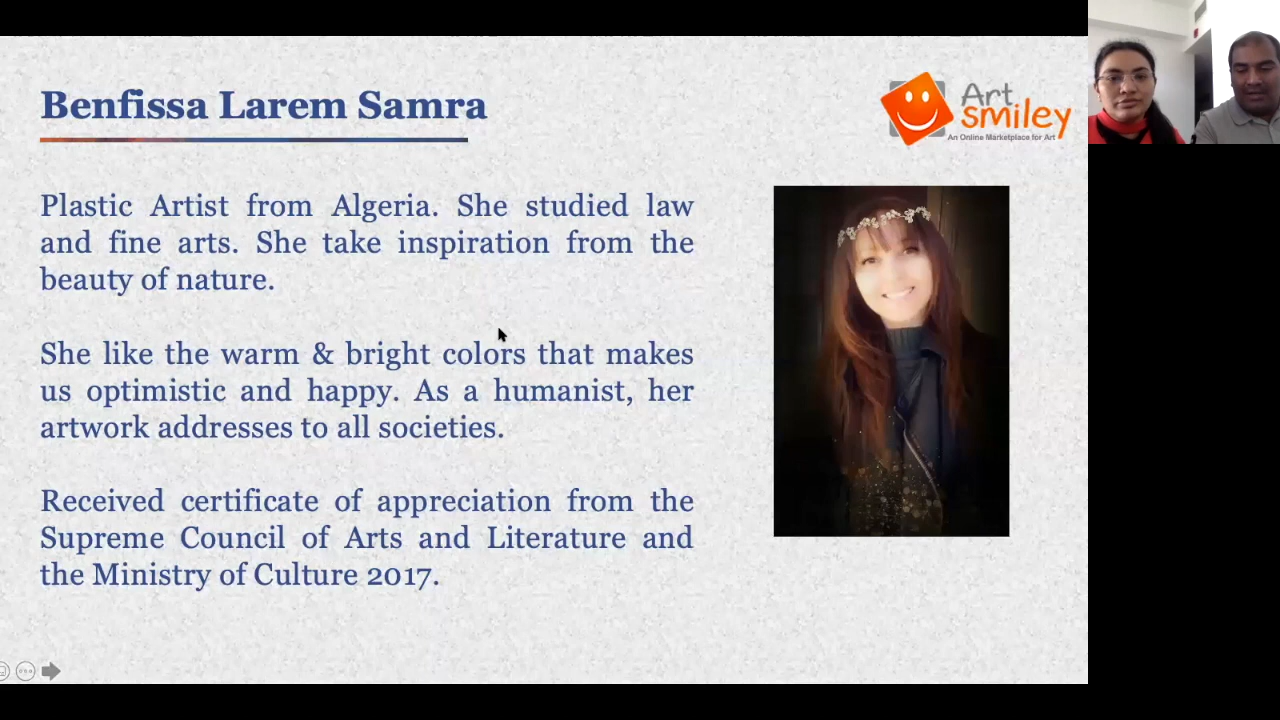 Benfissa Larem Samra
Art
smiley
An Online Marketplace for Art
Plastic Artist from Algeria. She studied law
and fine arts. She take inspiration from the
beauty of nature.
She like the warm & bright colors that makes
us optimistic and happy. As a humanist, her
artwork addresses to all societies.
Received certificate of appreciation from the
Supreme Council of Arts and Literature and
the Ministry of Culture 2017.